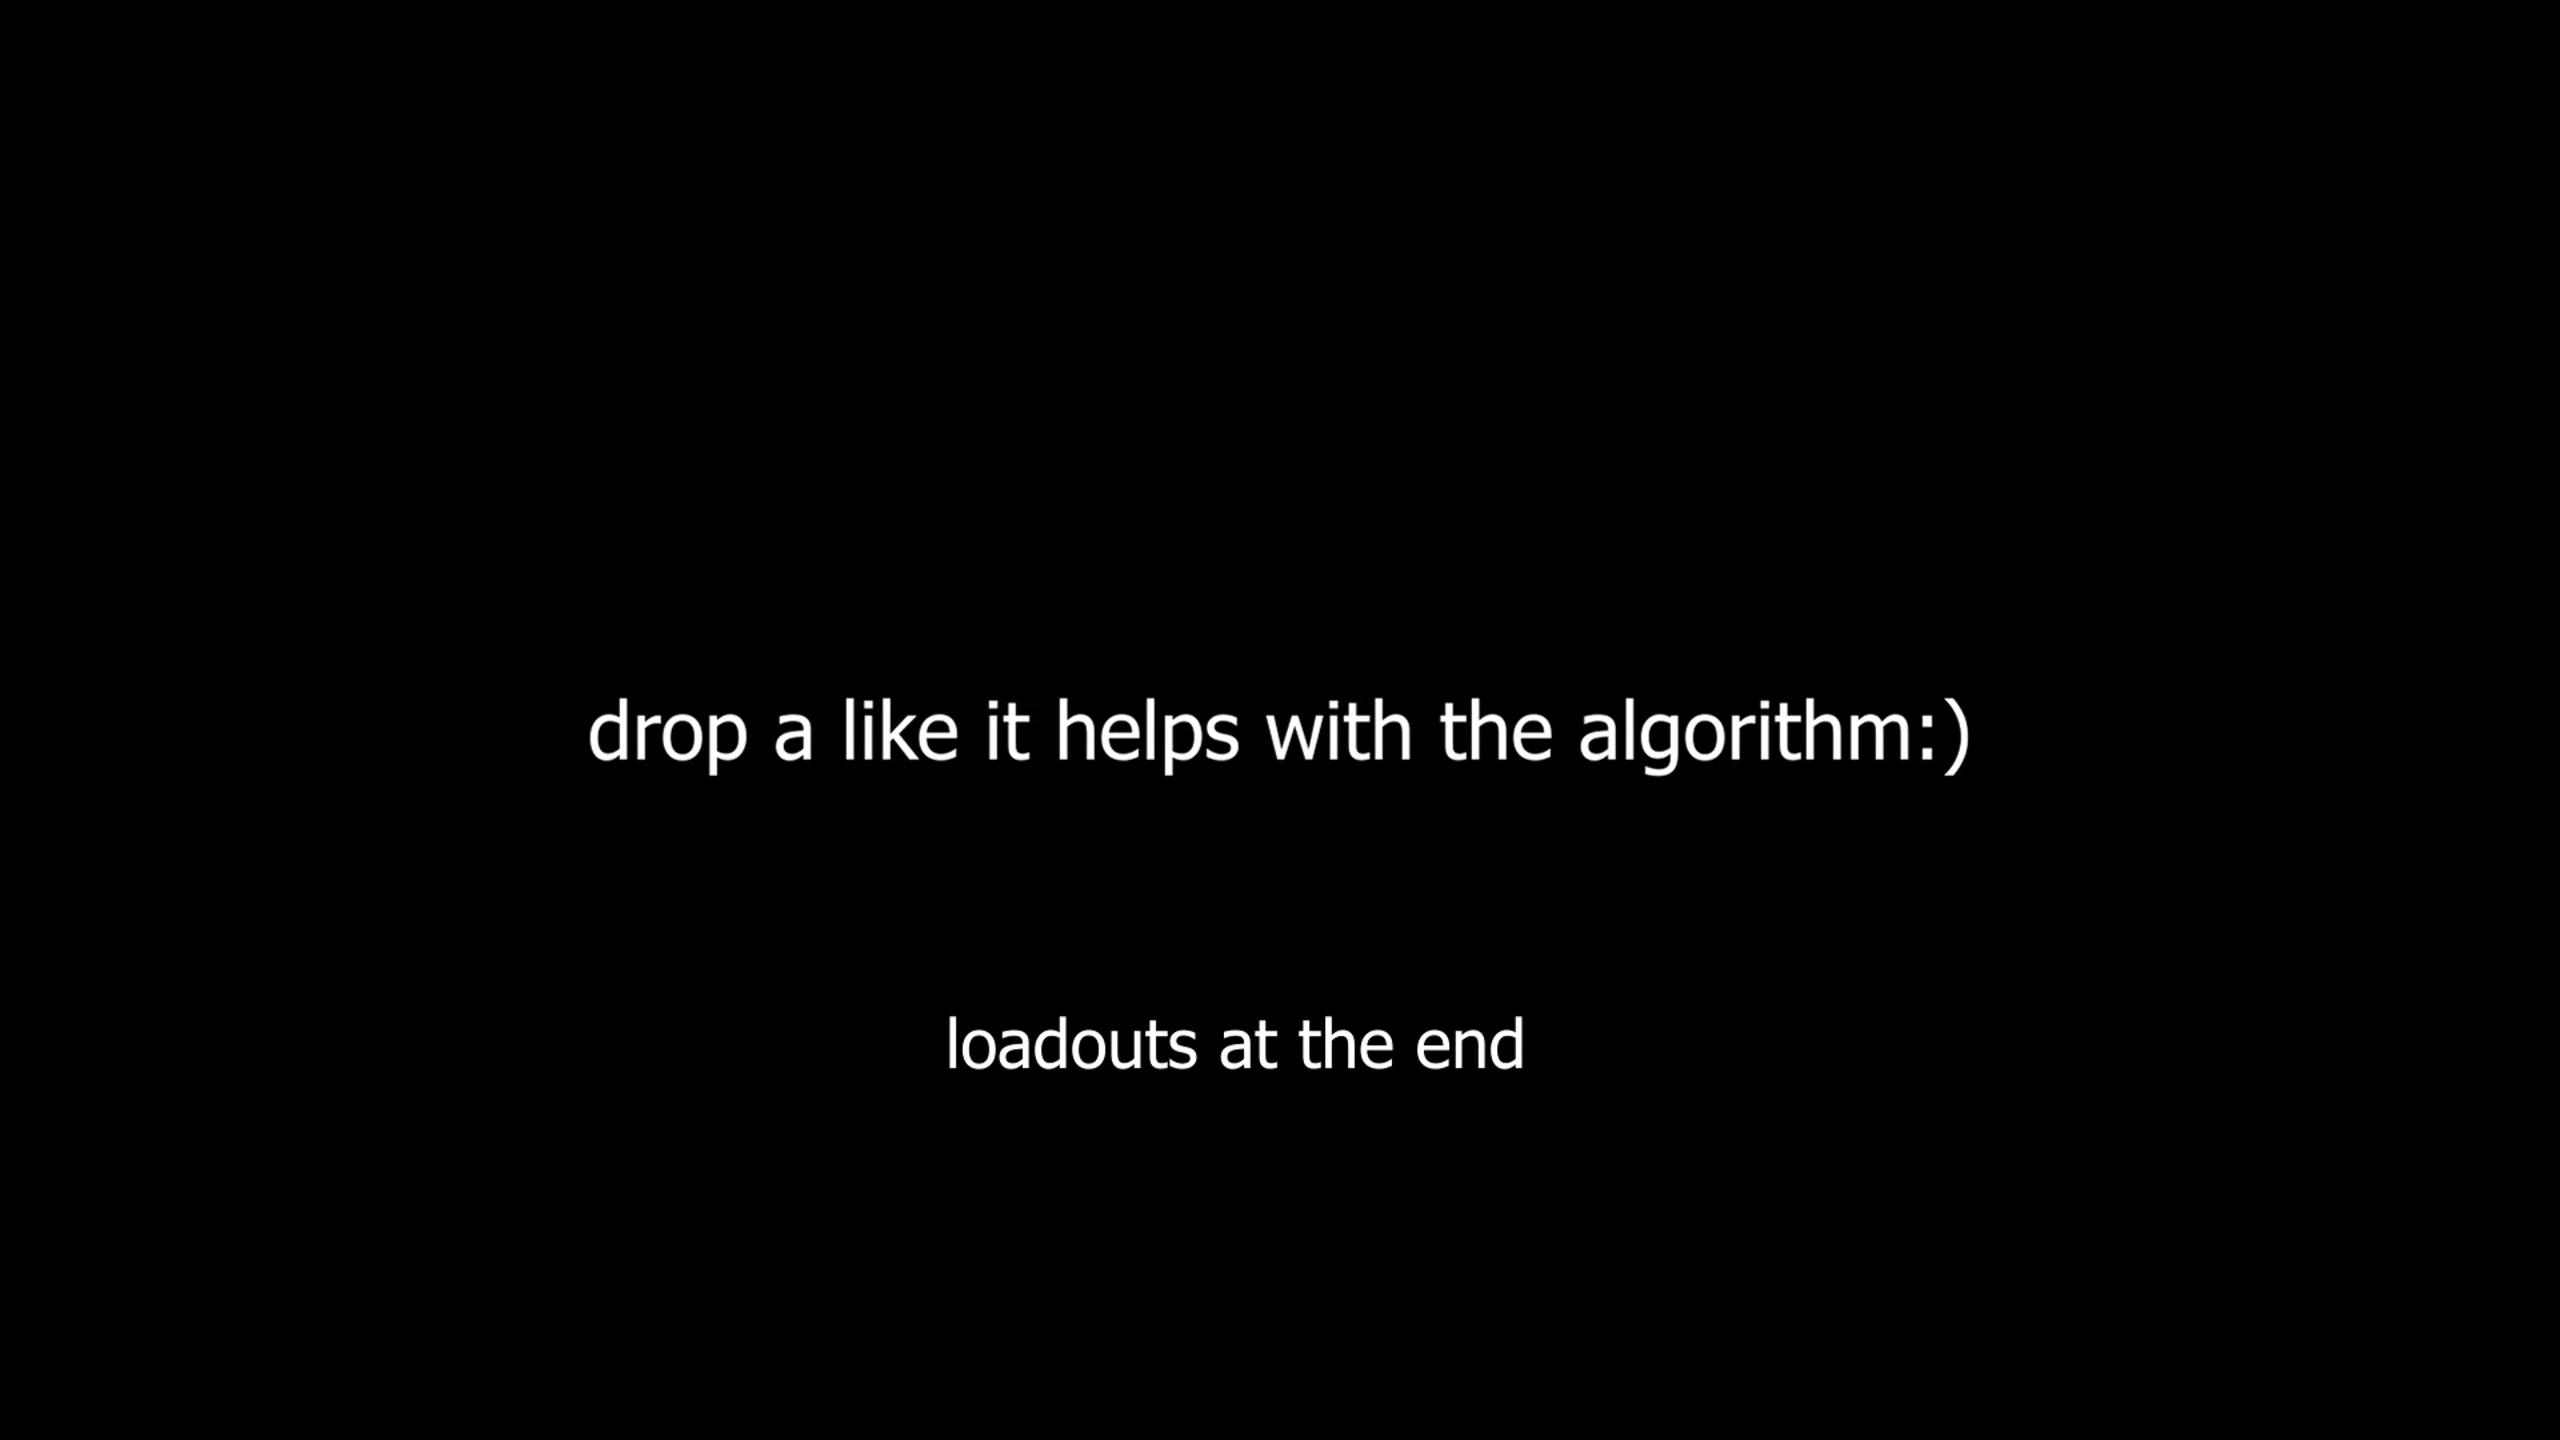 drop a like it helps with the algorithm:)
loadouts at the end